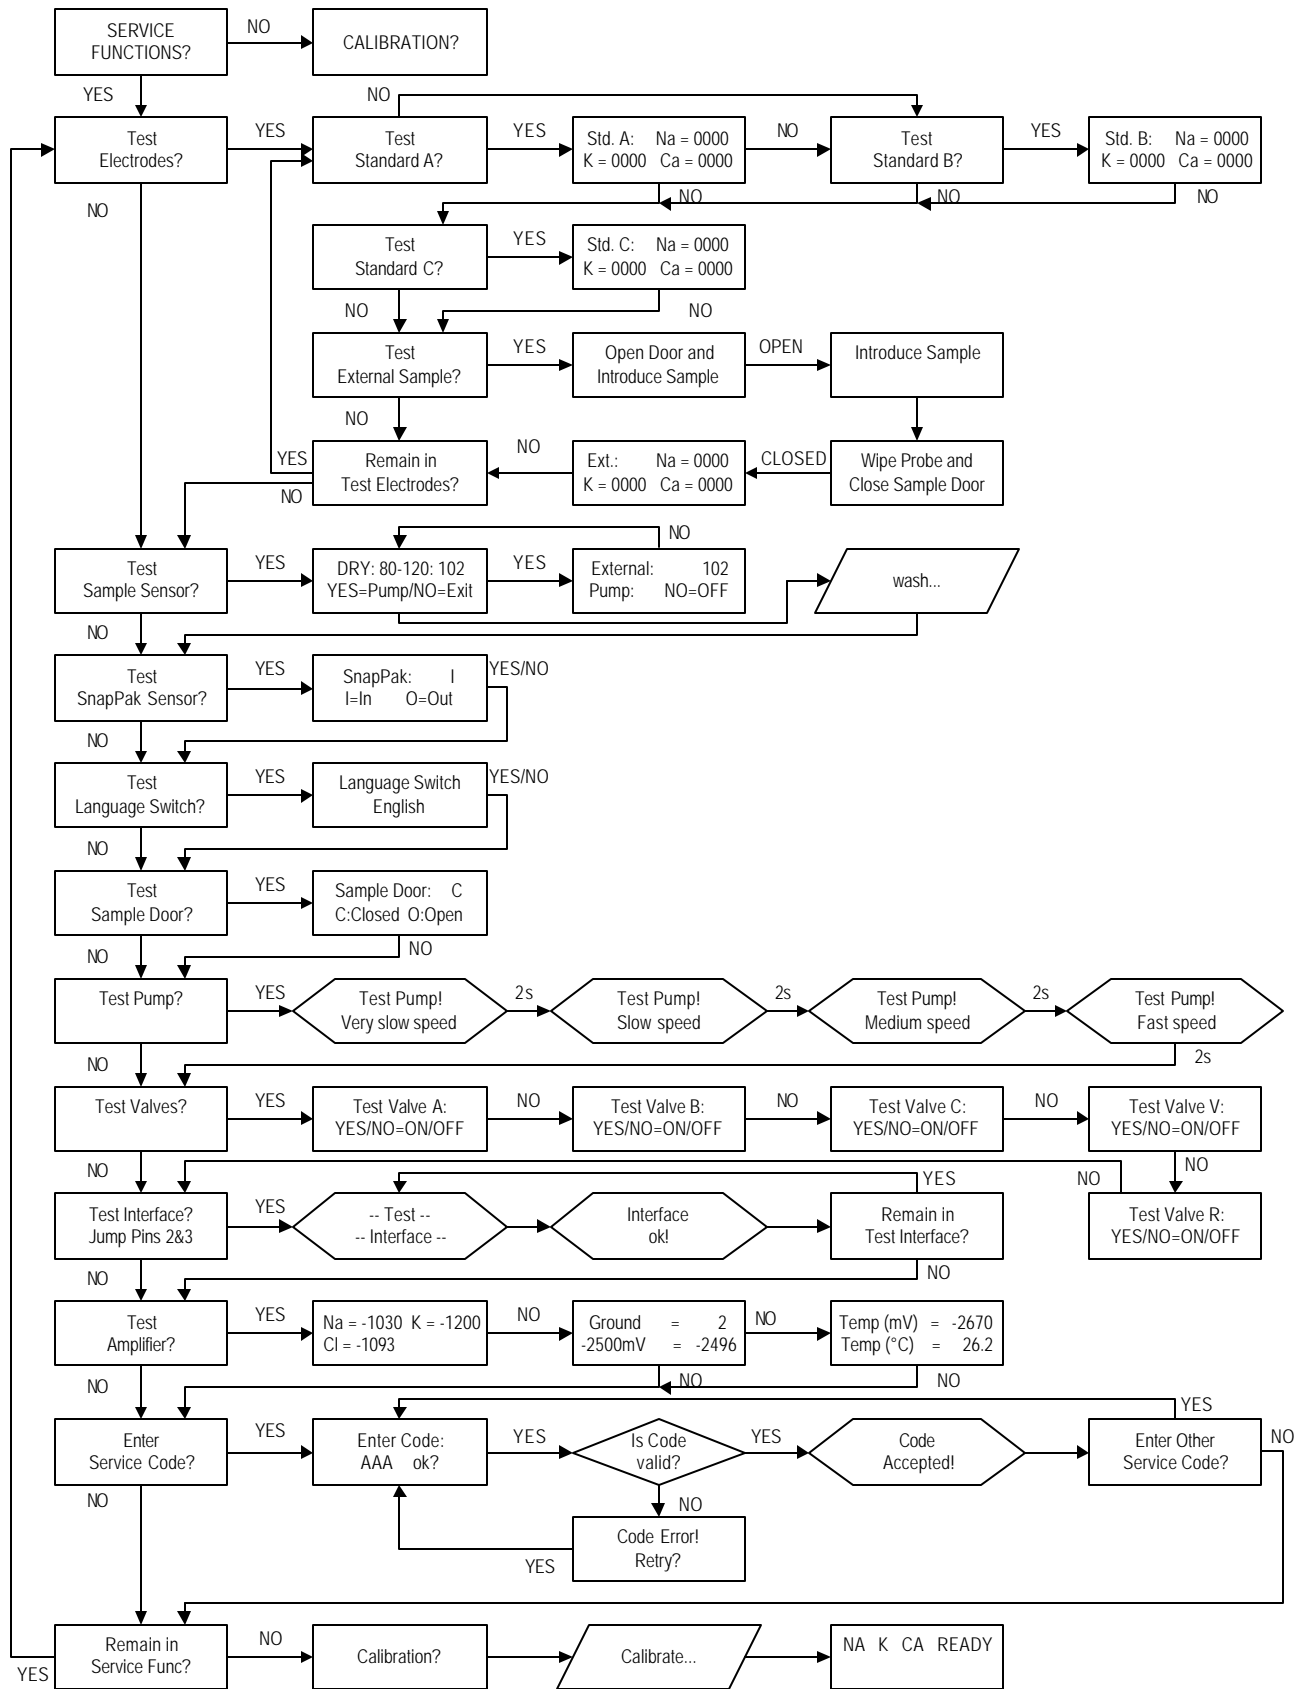 SERVICE
FUNCTIONS?
NO
CALIBRATION?
YES
NO
Test
Electrodes?
YES
Test
Standard A?
YES
Std. A: Na = 0000
K = 0000 Ca = 0000
NO
Test
Standard B?
YES
Std. B: Na = 0000
K = 0000 Ca = 0000
NO
NO
NO
NO
Test
Standard C?
YES
Std. C: Na = 0000
K = 0000 Ca = 0000
NO
NO
Test
External Sample?
YES
Open Door and
Introduce Sample
OPEN
Introduce Sample
NO
YES
Remain in
Test Electrodes?
NO
Ext.: Na = 0000
K = 0000 Ca = 0000
CLOSED
Wipe Probe and
Close Sample Door
NO
NO
Test
Sample Sensor?
YES
DRY: 80-120: 102
YES=Pump/NO=Exit
YES
External: 102
Pump: NO=OFF
wash...
NO
Test
SnapPak Sensor?
YES
SnapPak: I
I=In O=Out
YES/NO
NO
Test
Language Switch?
YES
Language Switch
English
YES/NO
NO
Test
Sample Door?
YES
Sample Door: C
C:Closed O:Open
NO
NO
Test Pump?
YES
Test Pump!
Very slow speed
2s
Test Pump!
Slow speed
2s
Test Pump!
Medium speed
2s
Test Pump!
Fast speed
2s
NO
Test Valves?
YES
Test Valve A:
YES/NO=ON/OFF
NO
Test Valve B:
YES/NO=ON/OFF
NO
Test Valve C:
YES/NO=ON/OFF
NO
Test Valve V:
YES/NO=ON/OFF
NO
NO
NO
YES
Test Interface?
Jump Pins 2&3
YES
-- Test --
-- Interface --
Interface
ok!
Remain in
Test Interface?
Test Valve R:
YES/NO=ON/OFF
NO
NO
Test
Amplifier?
YES
Na = -1030 K = -1200
Cl = -1093
NO
Ground = 2
-2500mV = -2496
NO
Temp (mV) = -2670
Temp (°C) = 26.2
NO
NO
NO
YES
Enter
Service Code?
YES
Enter Code:
AAA ok?
YES
Is Code
valid?
YES
Code
Accepted!
Enter Other
Service Code?
NO
NO
NO
Code Error!
Retry?
YES
Remain in
Service Func?
YES
NO
Calibration?
Calibrate...
NA K CA READY